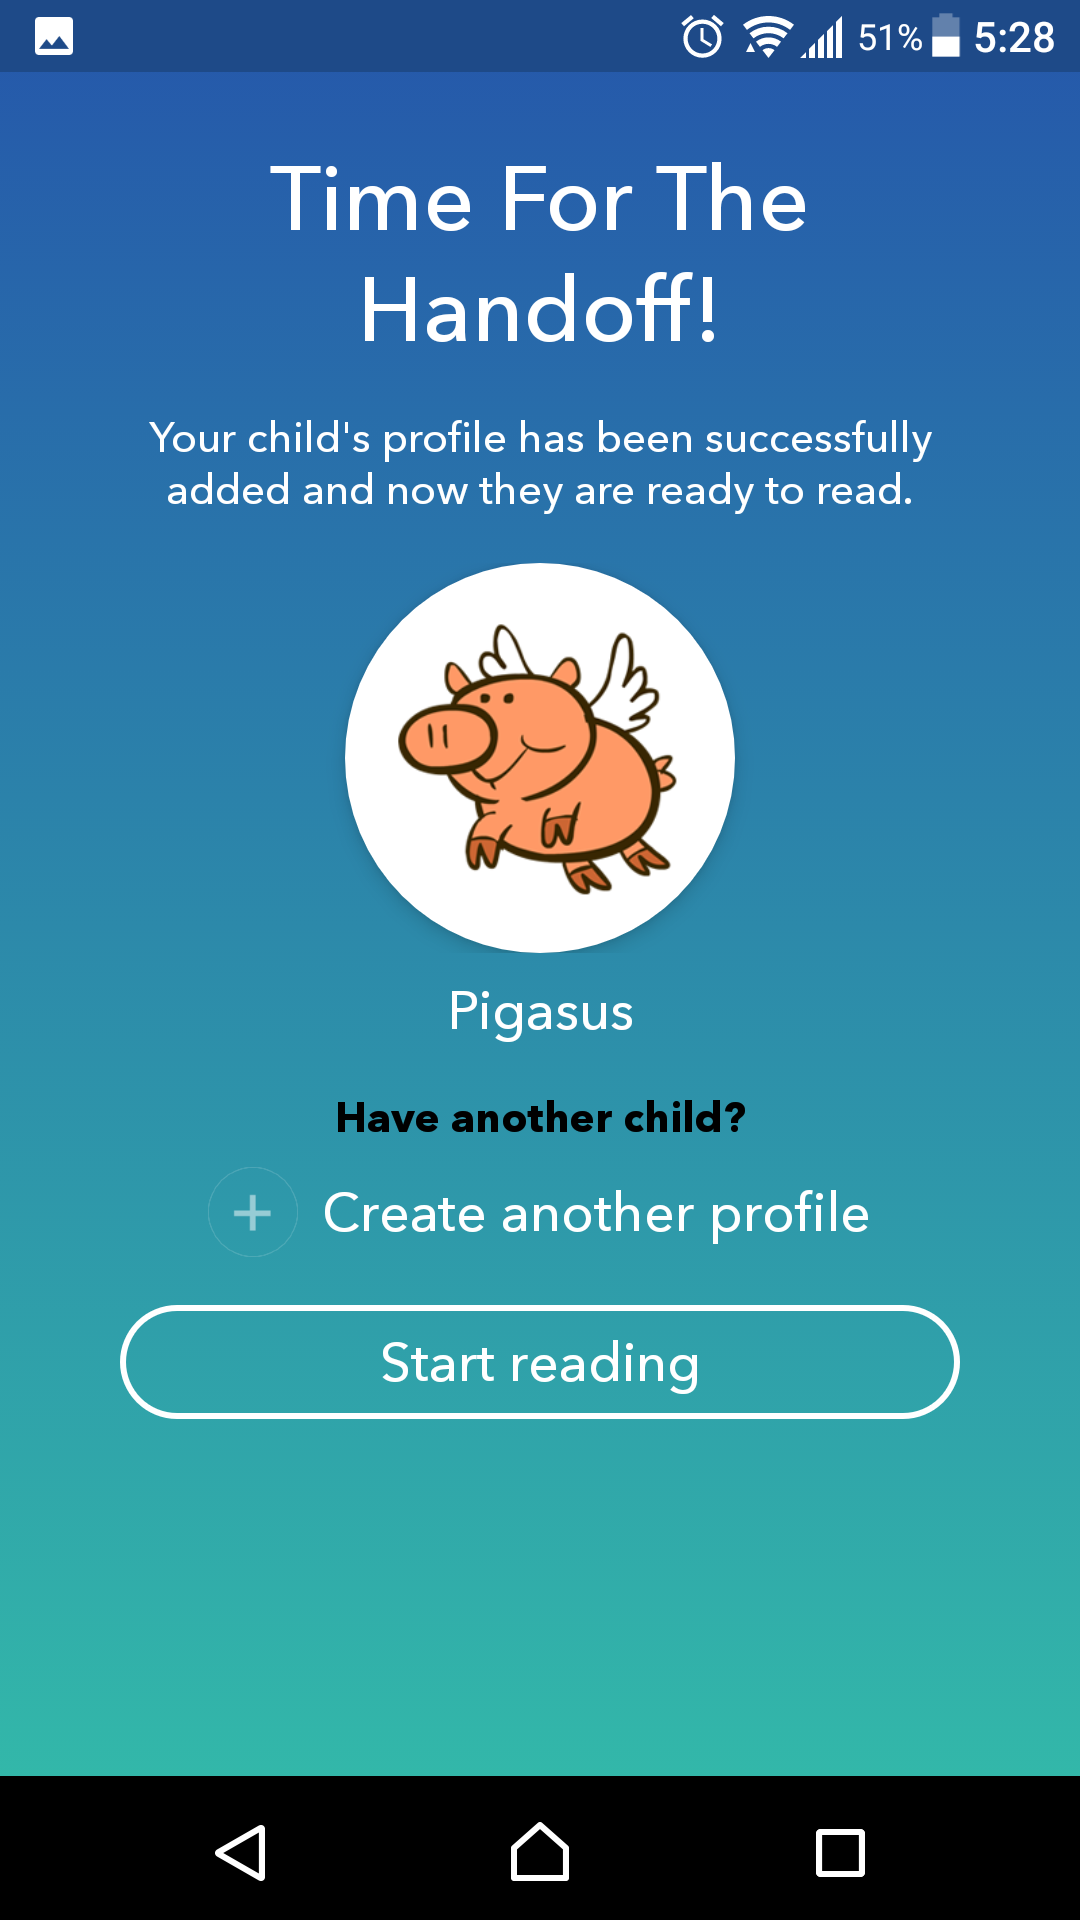 51% 5:28
Time For The
Handoff!
Your child's profile has been successfully
added and now they are ready to read.
Pigasus
Have another child?
Create another profile
Start reading